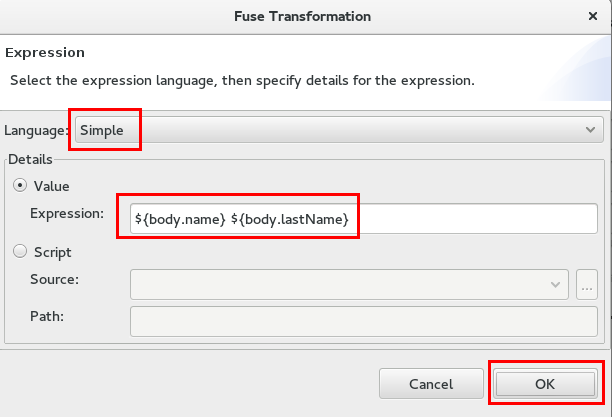 Fuse Transformation
×
Expression
Select the expression language, then specify details for the expression.
Language: Simple
Details
Value
Expression: ${body.name} ${body.lastName}
Script
Source:
...
Path:
Cancel
OK